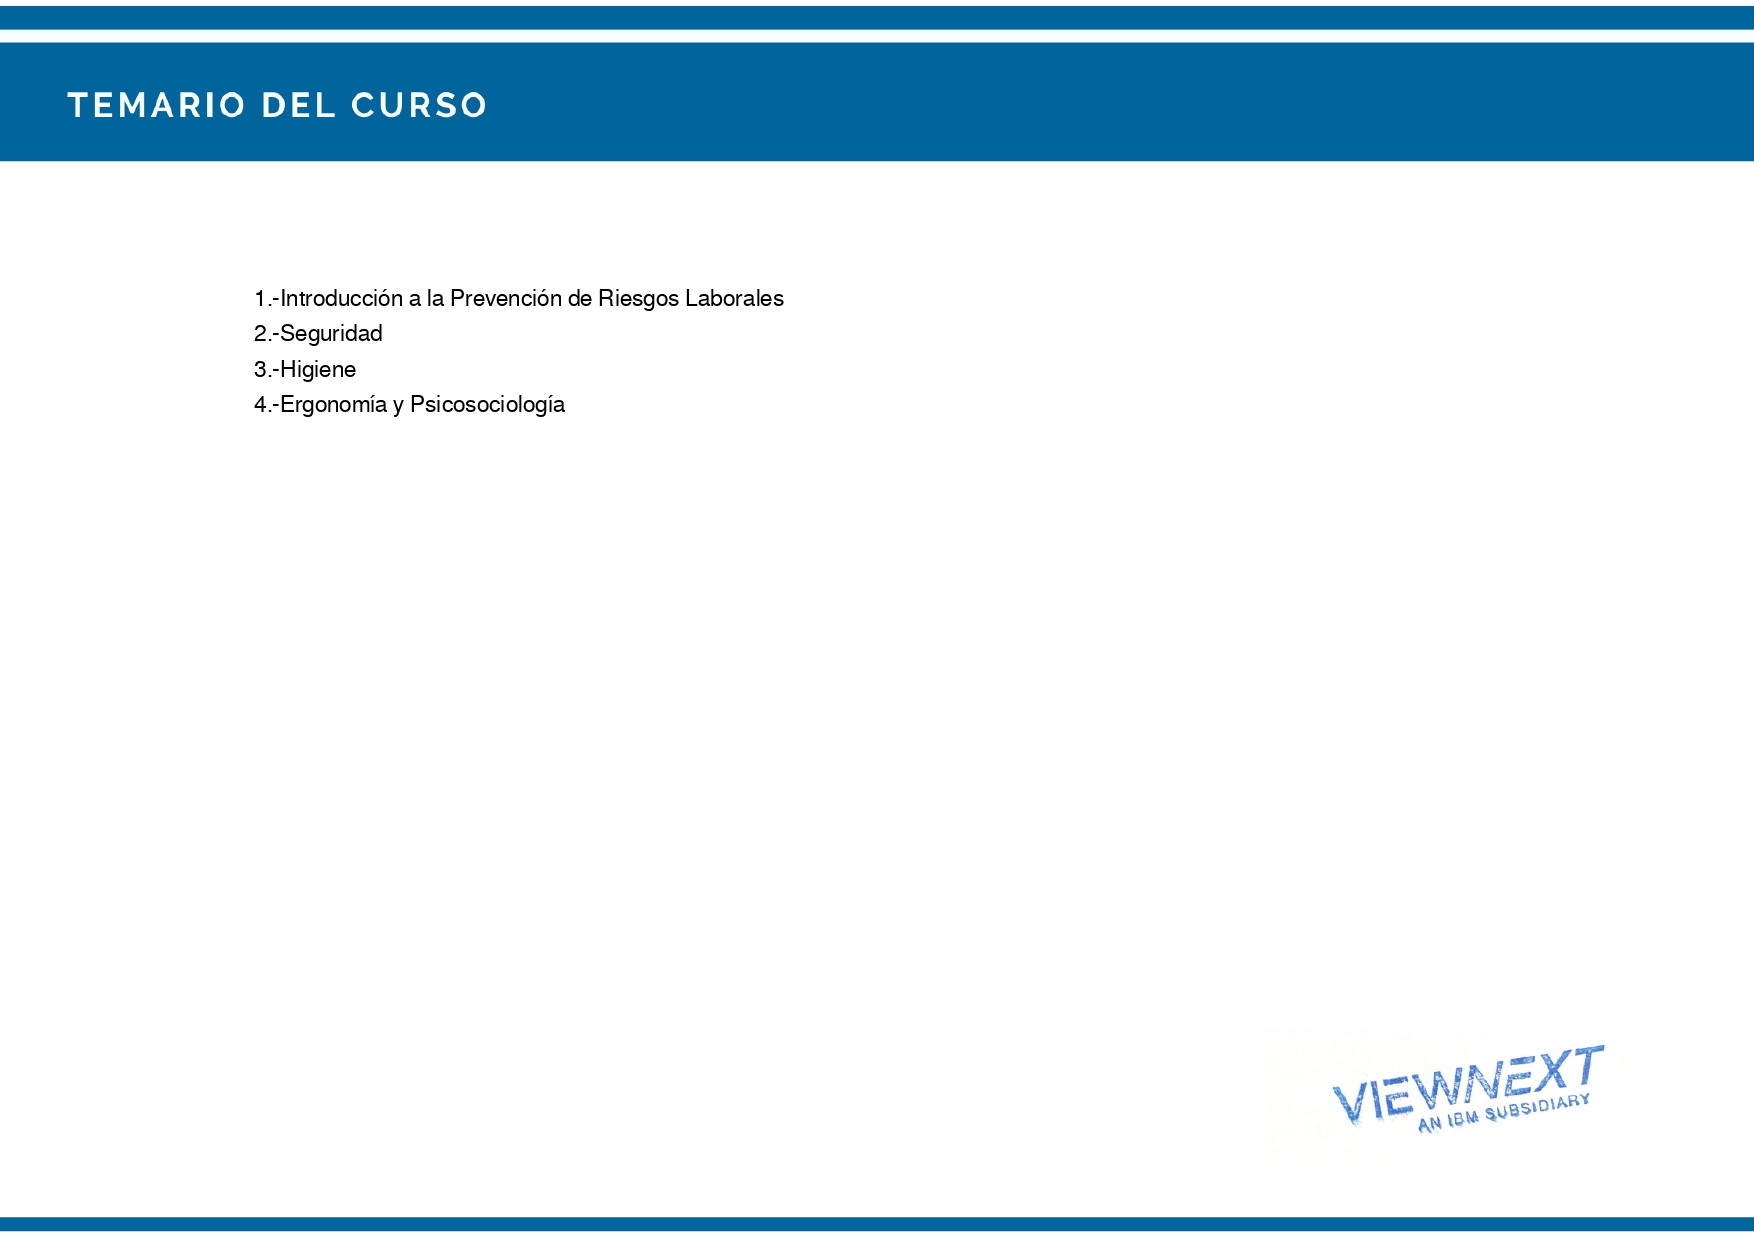 TEMARIO DEL CURSO
1.-Introducción a la Prevención de Riesgos Laborales
2.-Seguridad
3.-Higiene
4.-Ergonomía y Psicosociología
VIEWNEXT
AN IBM SUBSIDIARY